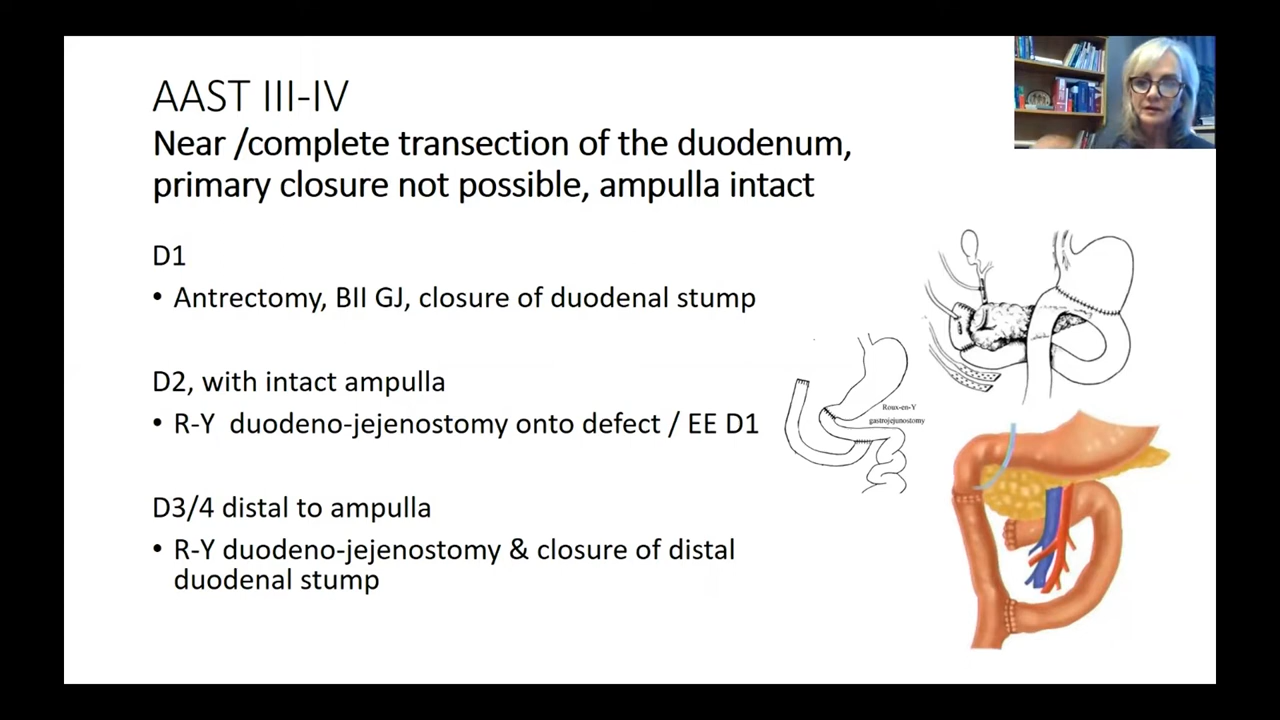 AAST III-IV
Near /complete transection of the duodenum,
primary closure not possible, ampulla intact
D1
• Antrectomy, BII GJ, closure of duodenal stump
D2, with intact ampulla
• R-Y  duodeno-jejenostomy onto defect / EE D1
D3/4 distal to ampulla
• R-Y duodeno-jejenostomy & closure of distal
duodenal stump
Roux-en-Y
gastrojejunostomy